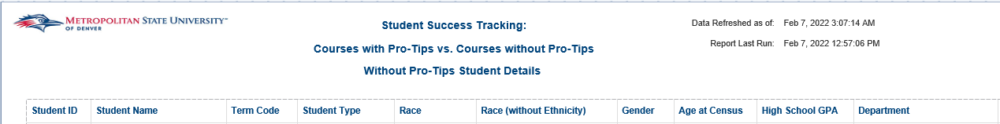 METROPOLITAN STATE UNIVERSITY™
OF DENVER
Student Success Tracking:
Courses with Pro-Tips vs. Courses without Pro-Tips
Without Pro-Tips Student Details
Data Refreshed as of: Feb 7, 2022 3:07:14 AM
Report Last Run: Feb 7, 2022 12:57:06 PM
Student ID Student Name Term Code Student Type Race Race (without Ethnicity) Gender Age at Census High School GPA Department